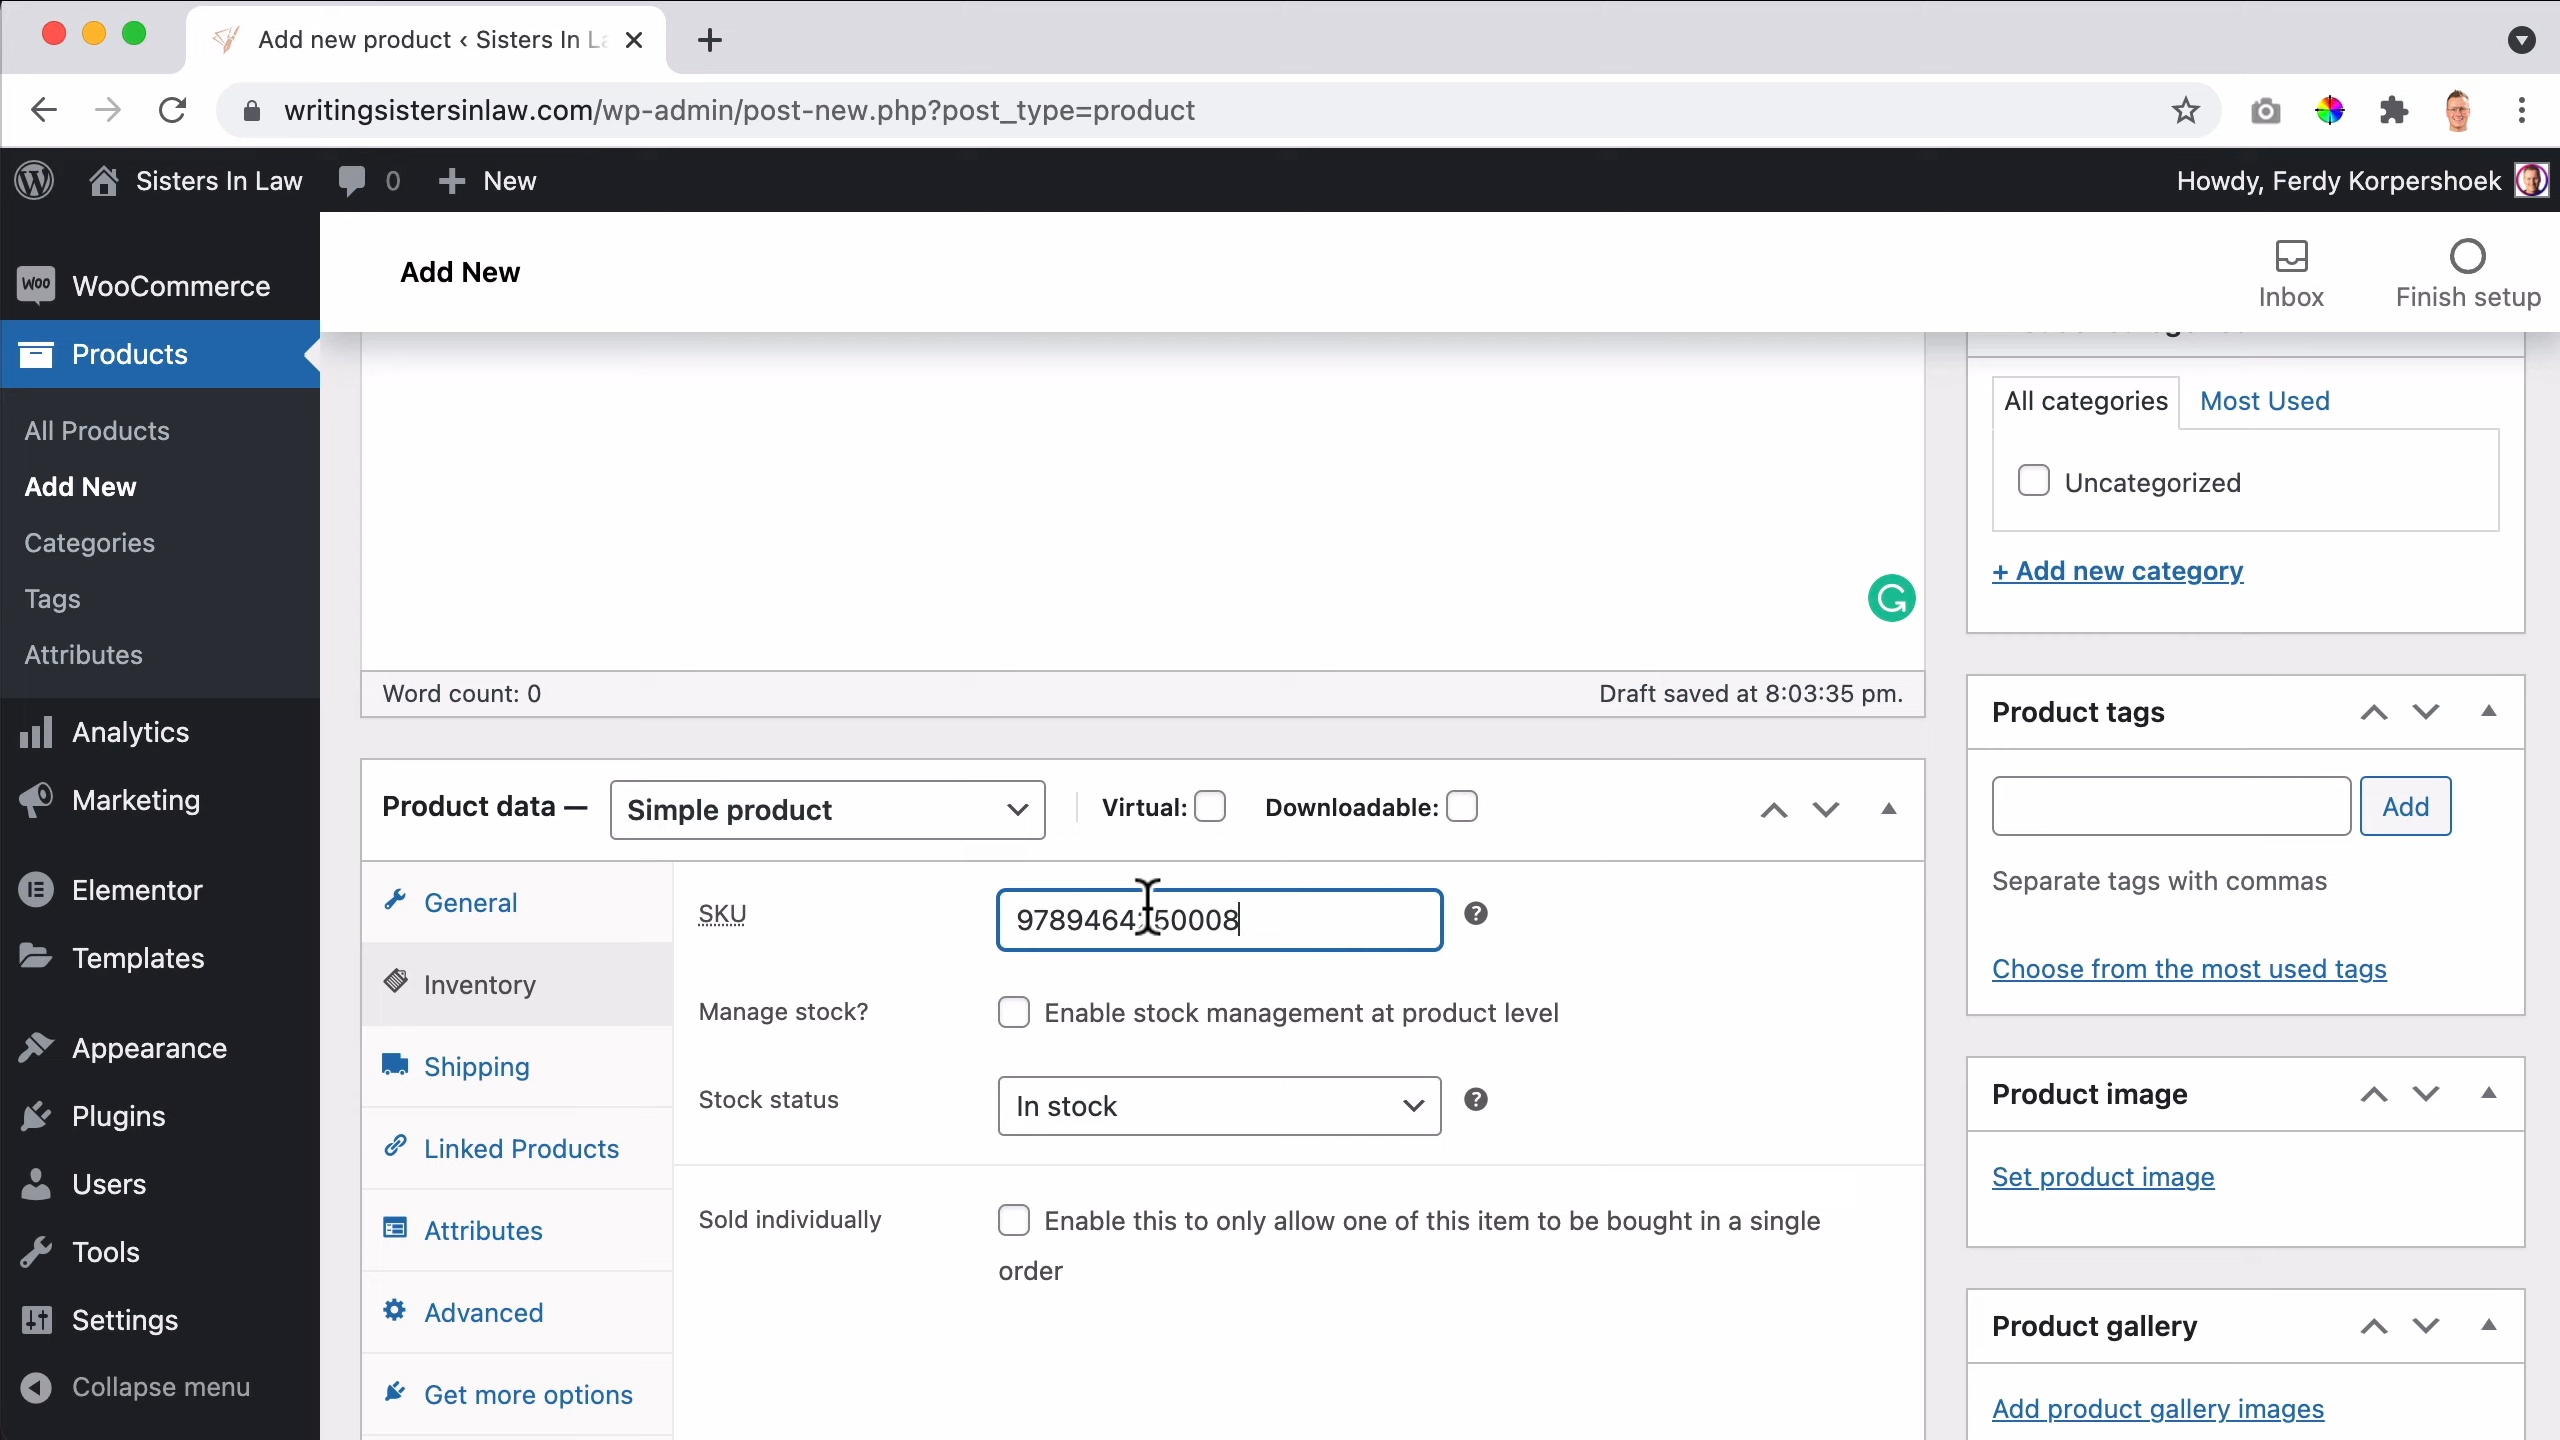 Add new product ‹ Sisters In La
writingsistersinlaw.com/wp-admin/post-new.php?post_type=product
Sisters In Law
0
New
Howdy, Ferdy Korpershoek
WooCommerce
Products
All Products
Add New
Categories
Tags
Attributes
Analytics
Marketing
Elementor
Templates
Appearance
Plugins
Users
Tools
Settings
Collapse menu
Add New
Inbox
Finish setup
Word count: 0
Draft saved at 8:03:35 pm.
Product data —
Simple product
Virtual:
Downloadable:
General
Inventory
Shipping
Linked Products
Attributes
Advanced
Get more options
SKU
Manage stock?
Enable stock management at product level
Stock status
In stock
Sold individually
Enable this to only allow one of this item to be bought in a single
order
All categories
Most Used
Uncategorized
+ Add new category
Product tags
Add
Separate tags with commas
Choose from the most used tags
Product image
Set product image
Product gallery
Add product gallery images